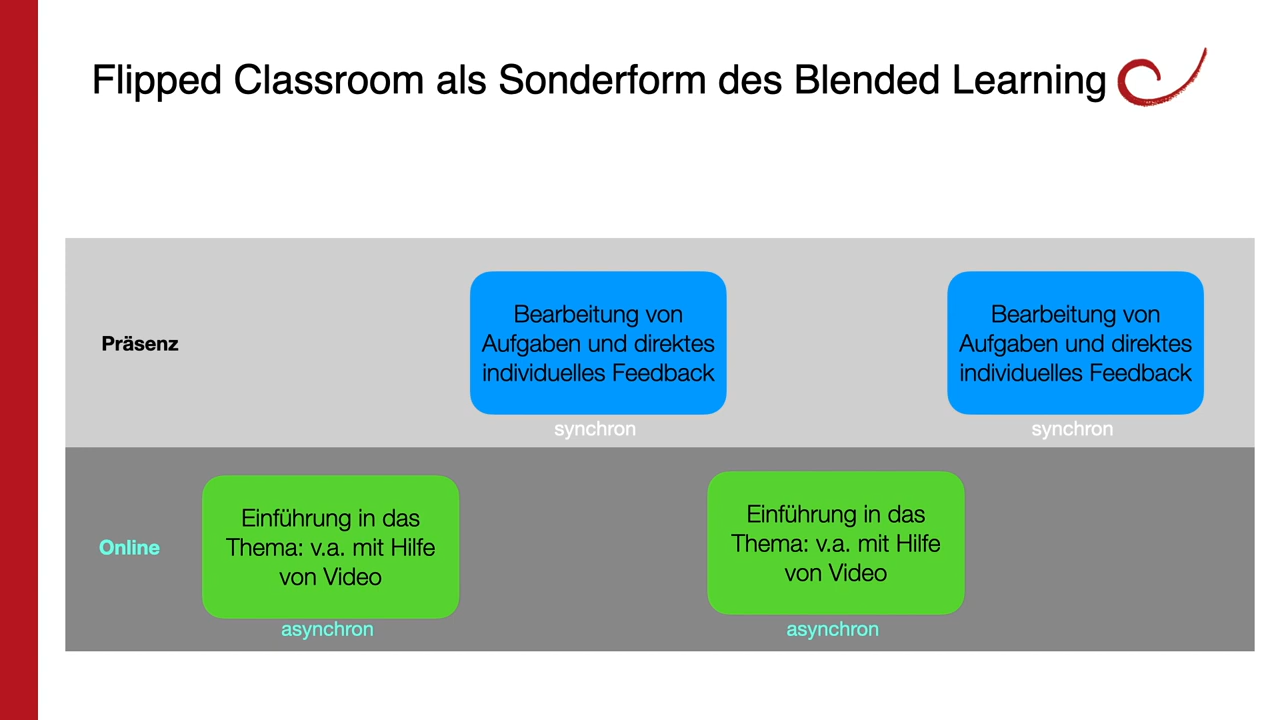 Flipped Classroom als Sonderform des Blended Learning
Präsenz
Bearbeitung von
Aufgaben und direktes
individuelles Feedback
synchron
Bearbeitung von
Aufgaben und direktes
individuelles Feedback
synchron
Online
Einführung in das
Thema: v.a. mit Hilfe
von Video
asynchron
Einführung in das
Thema: v.a. mit Hilfe
von Video
asynchron